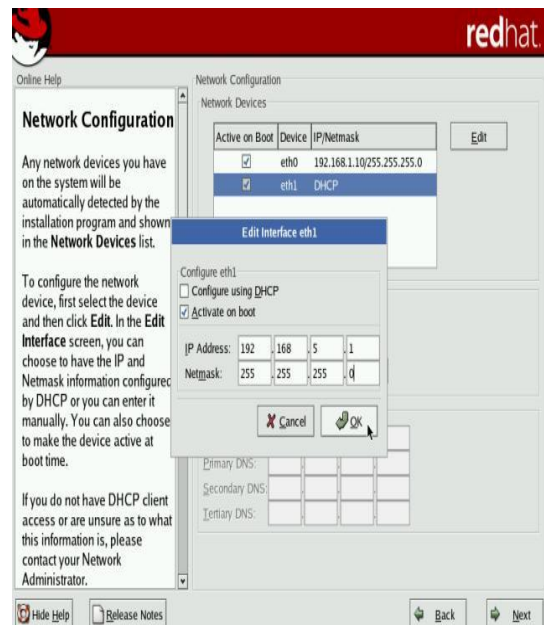 redhat.
Online Help
Network Configuration
Any network devices you have
on the system will be
automatically detected by the
installation program and shown
in the Network Devices list.
To configure the network
device, first select the device
and then click Edit. In the Edit
Interface screen, you can
choose to have the IP and
Netmask information configured
by DHCP or you can enter it
manually. You can also choose
to make the device active at
boot time.
If you do not have DHCP client
access or are unsure as to what
this information is, please
contact your Network
Administrator.
Network Configuration
Network Devices
Active on Boot Device IP/Netmask
eth0 192.168.1.10/255.255.255.0
eth1 DHCP
Edit
Edit Interface eth1
Configure eth1
Configure using DHCP
Activate on boot
IP Address: 192 . 168 . 5 . 1
Netmask: 255 . 255 . 255 . 0
Cancel
OK
Primary DNS:
Secondary DNS:
Tertiary DNS:
Hide Help
Release Notes
Back
Next